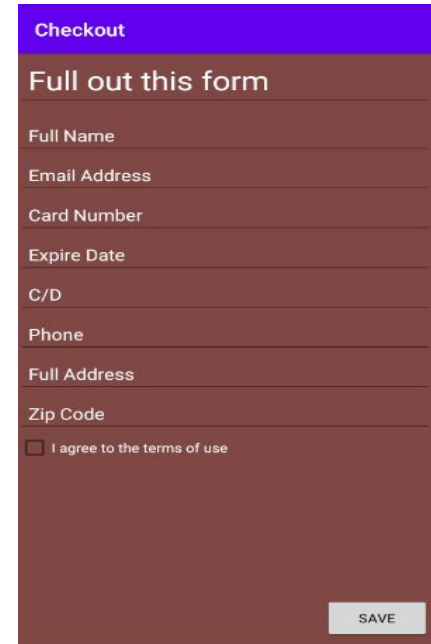 Checkout
Full out this form
Full Name
Email Address
Card Number
Expire Date
C/D
Phone
Full Address
Zip Code
I agree to the terms of use
SAVE